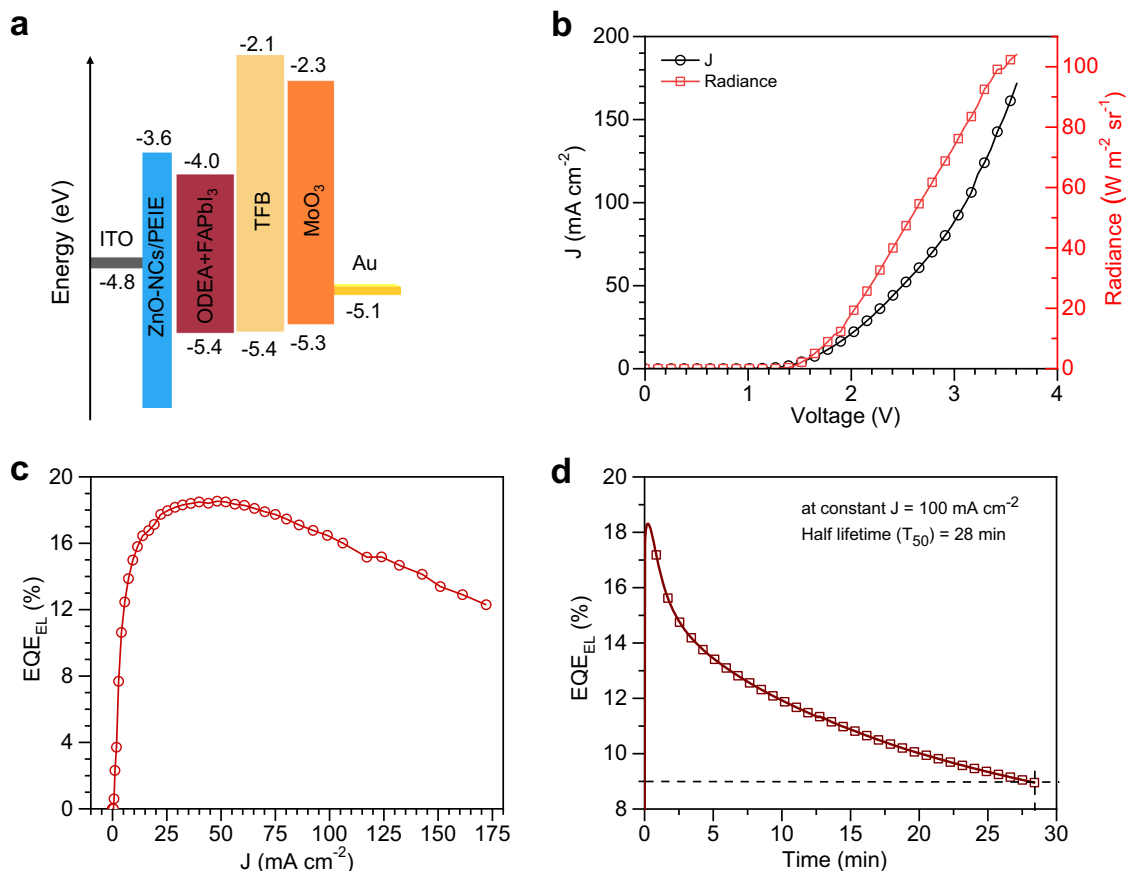 a
Energy (eV)
ITO
-4.8
-3.6
ZnO-NCs/PEIE
-4.0
ODEA+FAPbI₃
-5.4
-2.1
TFB
-5.4
-2.3
MoO₃
-5.3
Au
-5.1
b
J
Radiance
200
150
100
50
0
J (mA cm⁻²)
0
1
2
3
4
Voltage (V)
100
80
60
40
20
0
Radiance (W m⁻² sr⁻¹)
c
20
16
12
8
4
0
EQE_EL (%)
0
25
50
75
100
125
150
175
J (mA cm⁻²)
d
at constant J = 100 mA cm⁻²
Half lifetime (T₅₀) = 28 min
20
18
16
14
12
10
8
EQE_EL (%)
0
5
10
15
20
25
30
Time (min)